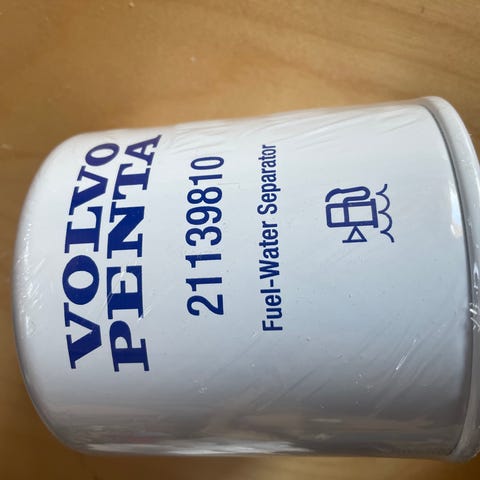 VOLVO
PENTA
21139810
Fuel-Water Separator